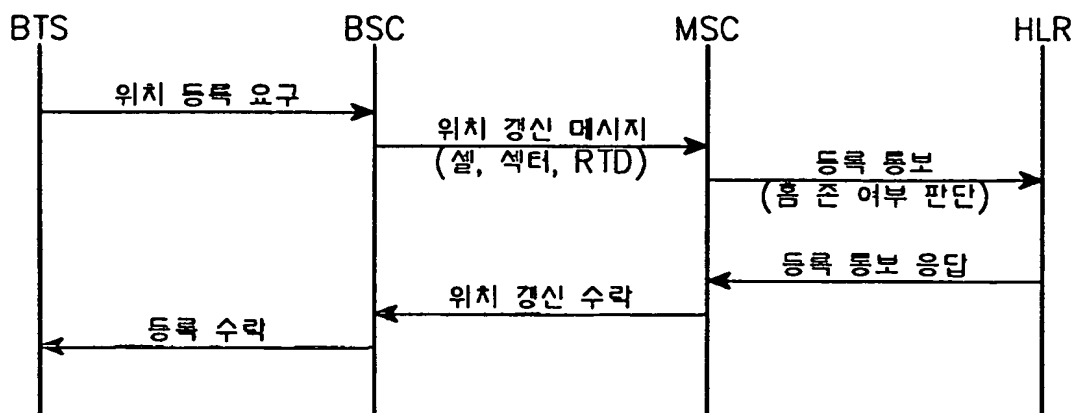 BTS BSC MSC HLR
위치 등록 요구
위치 갱신 메시지
(셀, 섹터, RTD)
등록 통보
(홈 존 여부 판단)
등록 통보 응답
위치 갱신 수락
등록 수락